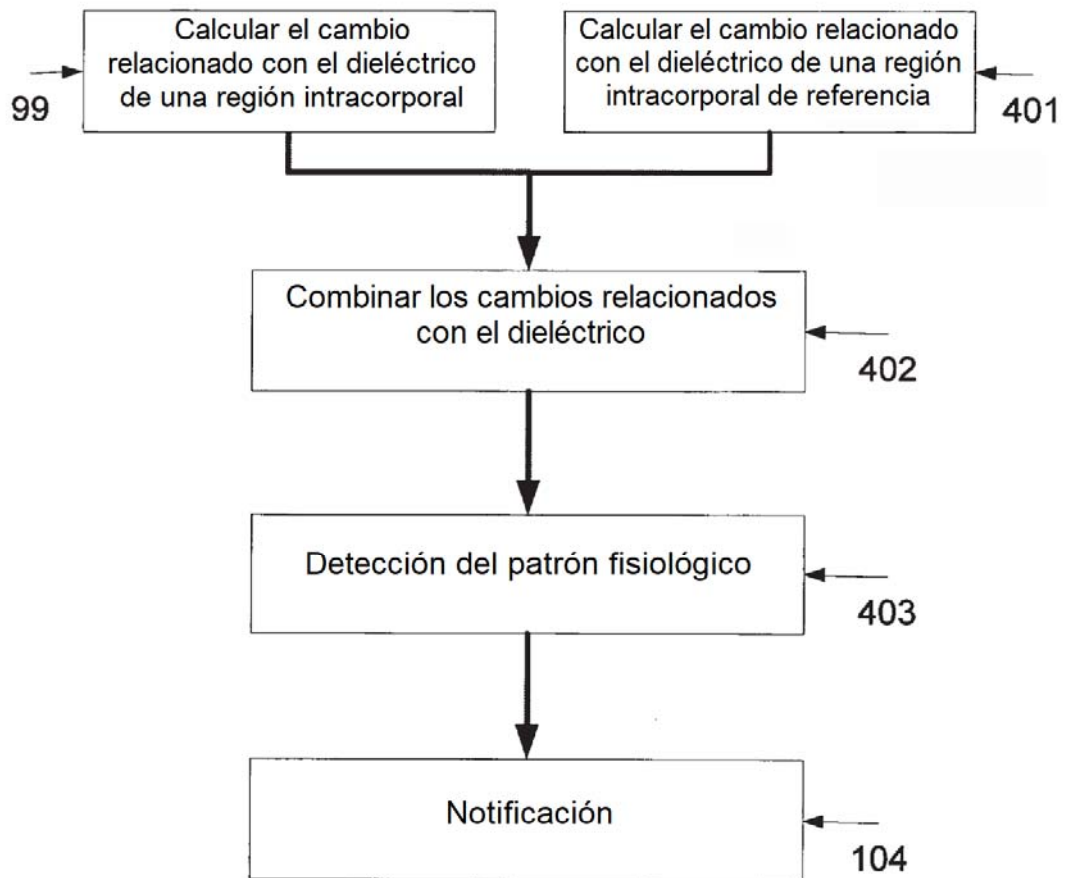 Calcular el cambio
relacionado con el dieléctrico
de una región intracorporal
99
Calcular el cambio relacionado
con el dieléctrico de una región
intracorporal de referencia
401
Combinar los cambios relacionados
con el dieléctrico
402
Detección del patrón fisiológico
403
Notificación
104